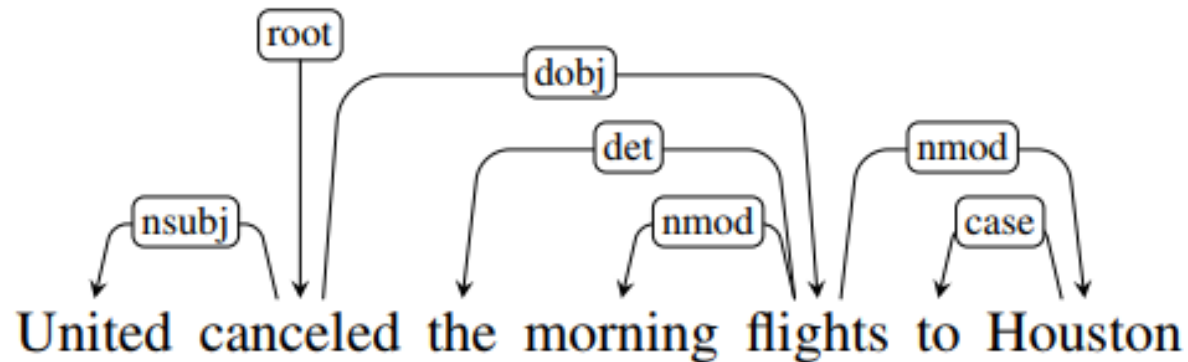 root
dobj
det nmod
nsubj nmod case
United canceled the morning flights to Houston